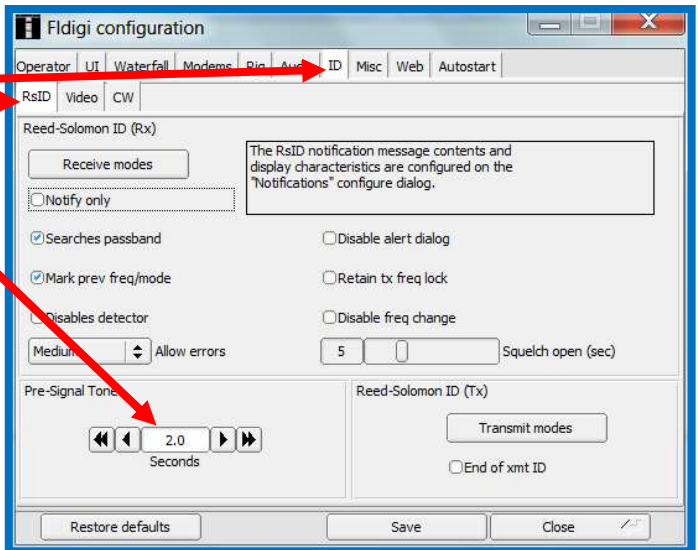 Fldigi configuration
Operator UI Waterfall Modems Rig ID Misc Web Autostart
RsID Video CW
Reed-Solomon ID (Rx)
Receive modes
The RsID notification message contents and
display characteristics are configured on the
"Notifications" configure dialog.
Notify only
Searches passband
Disable alert dialog
Mark prev freq/mode
Retain tx freq lock
Disables detector
Disable freq change
Medium Allow errors
5 Squelch open (sec)
Pre-Signal Tone
Reed-Solomon ID (Tx)
2.0
Seconds
Transmit modes
End of xmt ID
Restore defaults
Save
Close